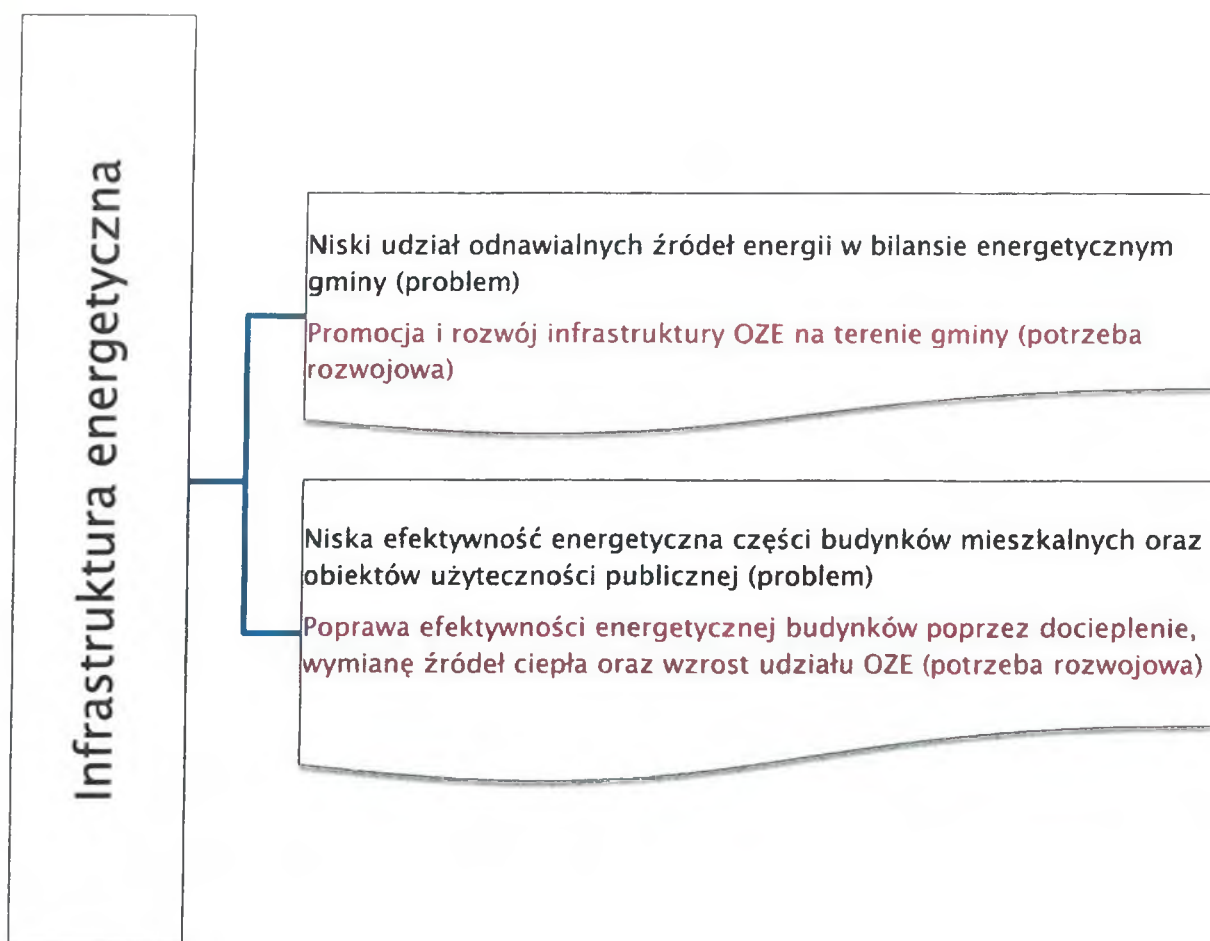 Infrastruktura energetyczna
Niski udział odnawialnych źródeł energii w bilansie energetycznym
gminy (problem)
Promocja i rozwój infrastruktury OZE na terenie gminy (potrzeba
rozwojowa)
Niska efektywność energetyczna części budynków mieszkalnych oraz
obiektów użyteczności publicznej (problem)
Poprawa efektywności energetycznej budynków poprzez docieplenie,
wymianę źródeł ciepła oraz wzrost udziału OZE (potrzeba rozwojowa)